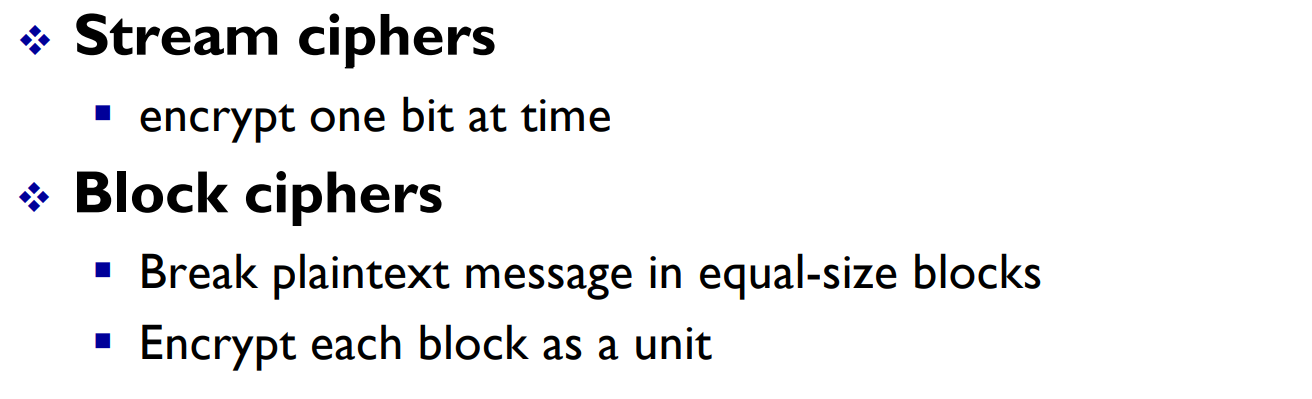 ❖ Stream ciphers
▪ encrypt one bit at time
❖ Block ciphers
▪ Break plaintext message in equal-size blocks
▪ Encrypt each block as a unit